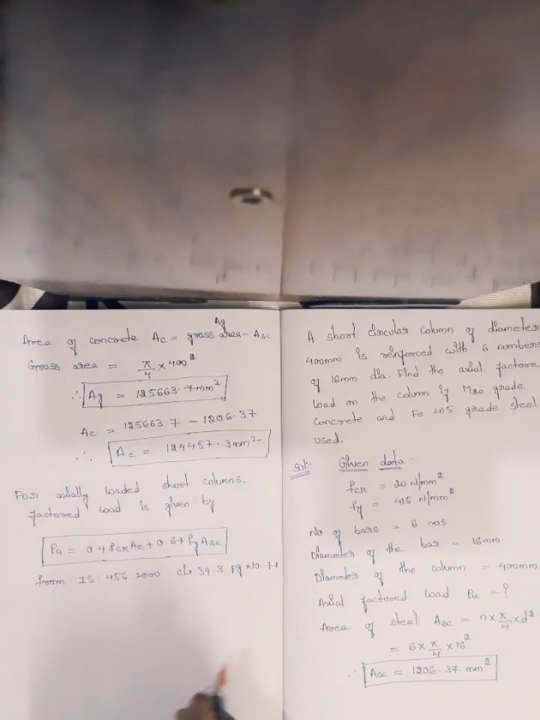 Area of concrete Ac = gross area - Asc
Ag
Groass area = π/4 × 400²
∴ Ag = 125663.7 mm²
Ac = 125663.7 - 1206.37
∴ Ac = 124457.3 mm²
For axially loaded short columns,
factored load is given by
Pu = 0.4 fck Ac + 0.67 fy Asc
from IS: 456 2000 cl. 39.3 Pg No 71
A short circular column of diameter
400mm is reinforced with 6 numbers
of 16mm dia. Find the axial factore
load on the column if M20 grade
concrete and Fe 415 grade steel
used.
Sol:- Given data:
fck = 20 N/mm²
fy = 415 N/mm²
No of bars = 6 nos
Diameter of the bar = 16mm
Diameter of the column = 400mm
Axial factored load Pu = ?
Area of steel Asc = n × π/4 × d²
= 6 × π/4 × 16²
∴ Asc = 1206.37 mm²